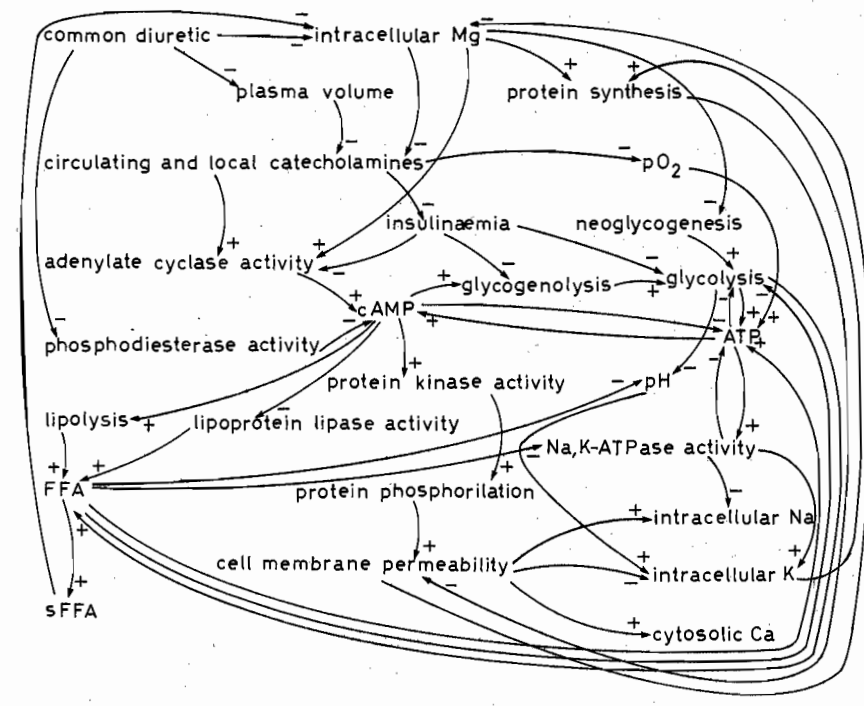 common diuretic
intracellular Mg
plasma volume
protein synthesis
circulating and local catecholamines
pO2
insulinæmia
neoglycogenesis
adenylate cyclase activity
glycogenolysis
glycolysis
cAMP
phosphodiesterase activity
ATP
protein kinase activity
pH
lipolysis
lipoprotein lipase activity
Na,K-ATPase activity
FFA
protein phosphorilation
intracellular Na
cell membrane permeability
intracellular K
sFFA
cytosolic Ca